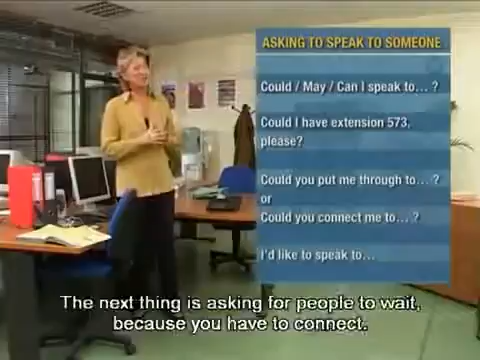 ASKING TO SPEAK TO SOMEONE
Could / May / Can I speak to... ?
Could I have extension 573,
please?
Could you put me through to... ?
or
Could you connect me to... ?
I'd like to speak to...
The next thing is asking for people to wait,
because you have to connect.